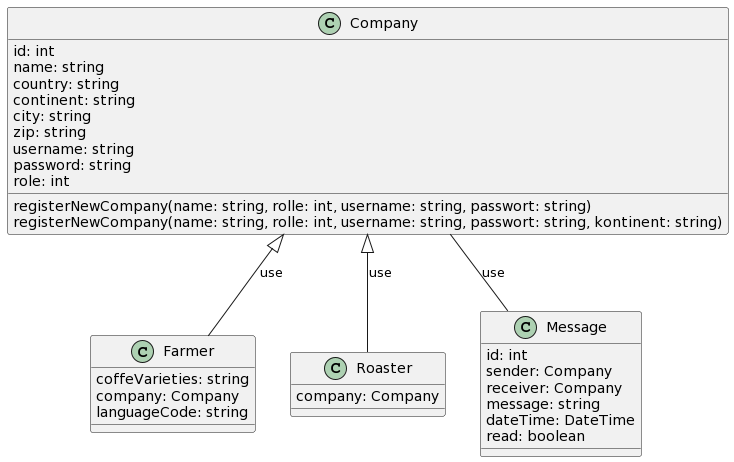 C Company
id: int
name: string
country: string
continent: string
city: string
zip: string
username: string
password: string
role: int
registerNewCompany(name: string, rolle: int, username: string, passwort: string)
registerNewCompany(name: string, rolle: int, username: string, passwort: string, kontinent: string)
use
use
use
C Farmer
coffeVarieties: string
company: Company
languageCode: string
C Roaster
company: Company
C Message
id: int
sender: Company
receiver: Company
message: string
dateTime: DateTime
read: boolean